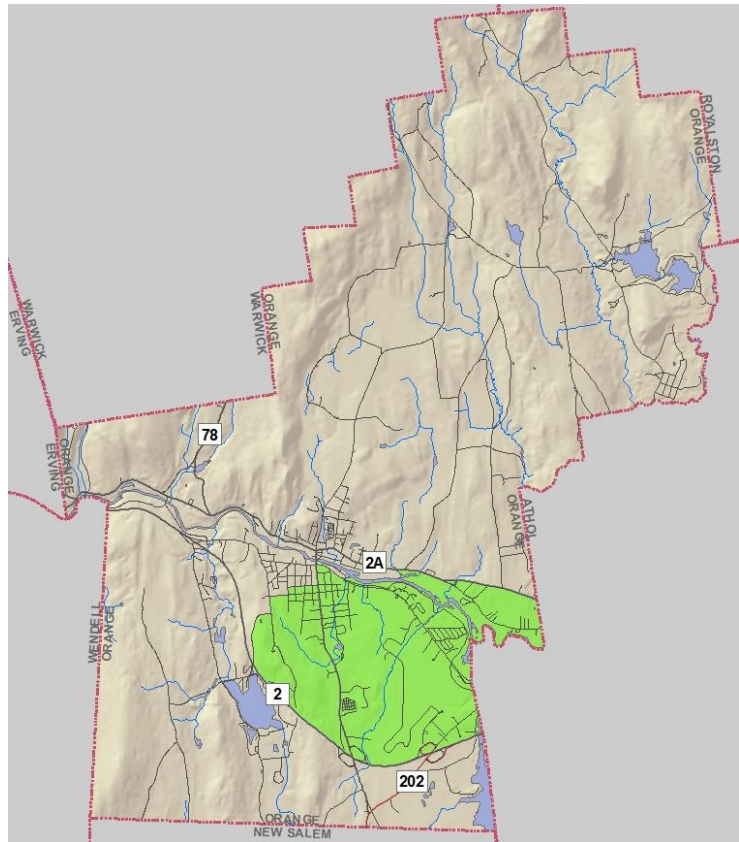 ROYALSTON
ORANGE
WARWICK
ERVING
ORANGE
WARWICK
78
ORANGE
ERVING
ATHOL
ORANGE
2A
WENDELL
ORANGE
2
202
ORANGE
NEW SALEM